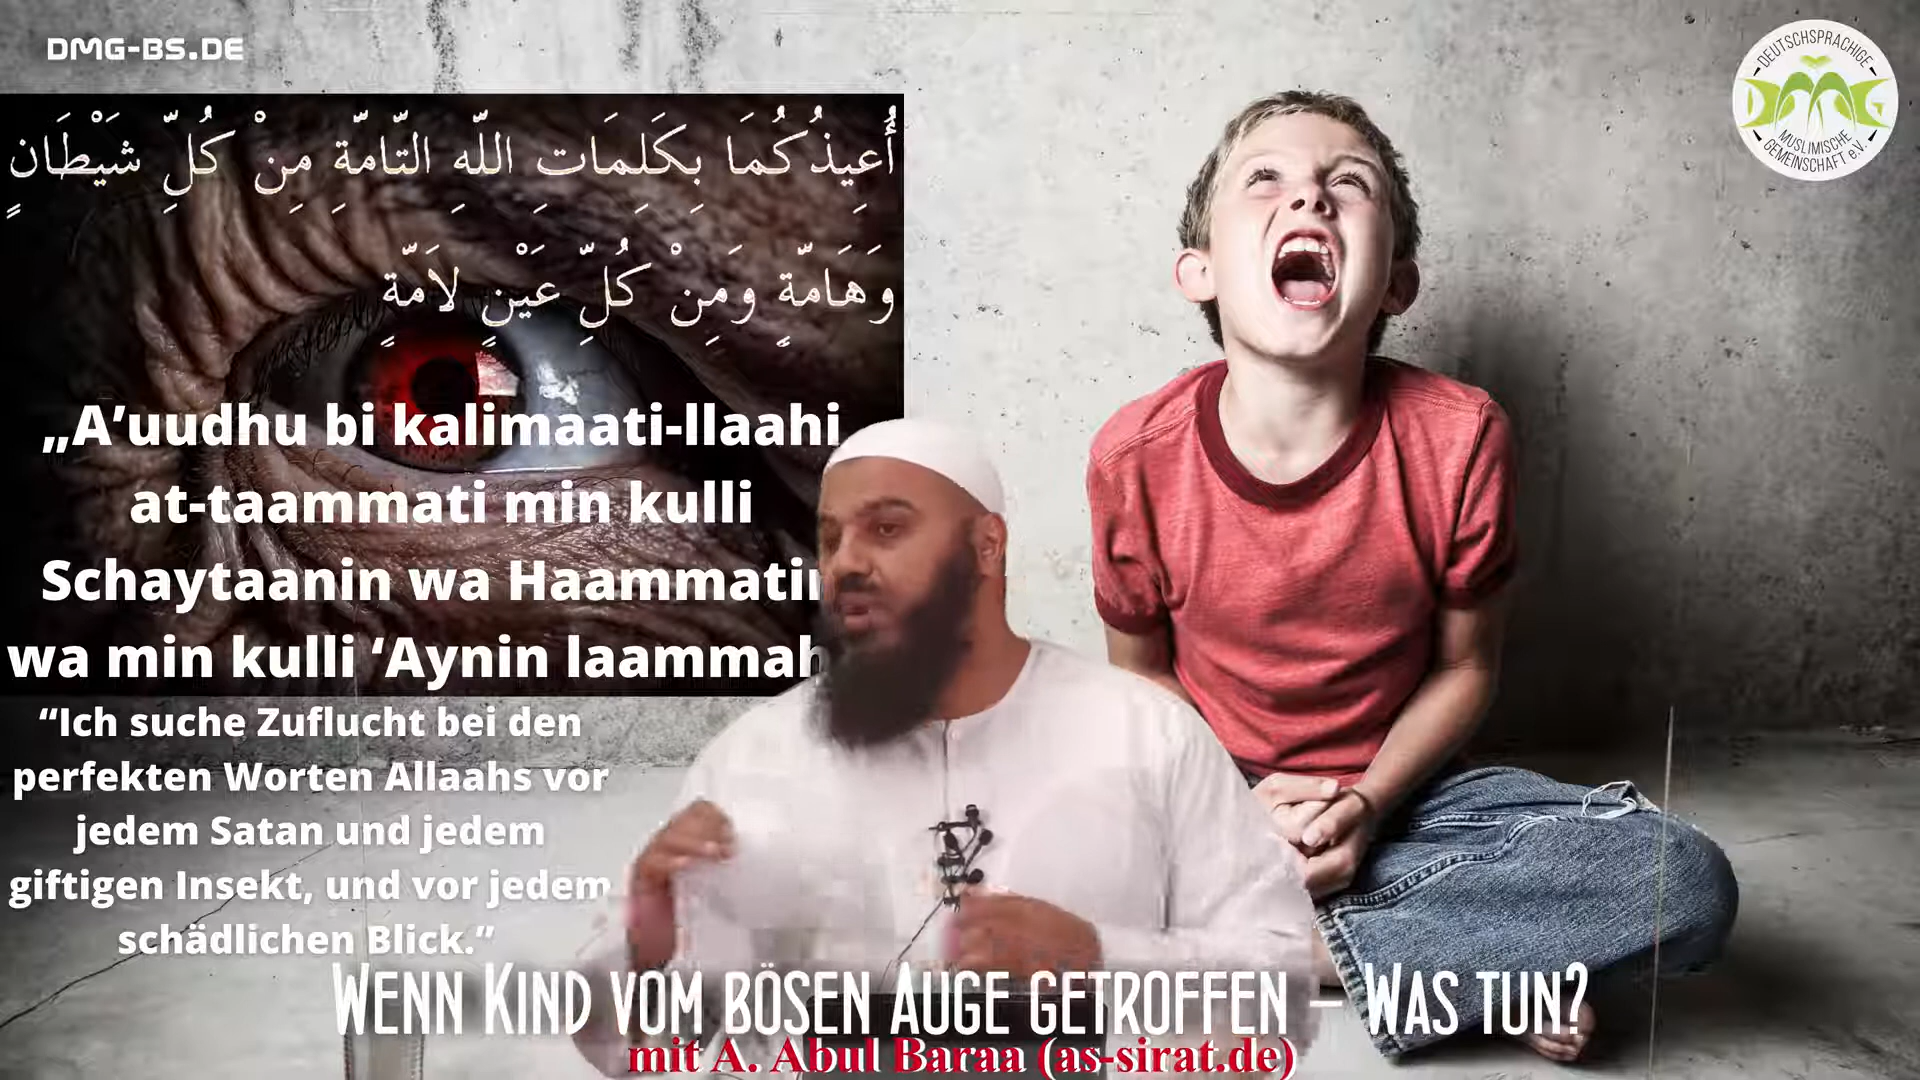 DMG-BS.DE
DEUTSCHSPRACHIGE
DMG
MUSLIMISCHE
GEMEINSCHAFT e.V.
أُعِيذُكُمَا بِكَلِمَاتِ اللَّهِ التَّامَّةِ مِنْ كُلِّ شَيْطَانٍ
وَهَامَّةٍ وَمِنْ كُلِّ عَيْنٍ لَامَّةٍ
„A’uudhu bi kalimaati-llaahi
at-taammati min kulli
Schaytaanin wa Haammatin
wa min kulli ‘Aynin laammah
“Ich suche Zuflucht bei den
perfekten Worten Allaahs vor
jedem Satan und jedem
giftigen Insekt, und vor jedem
schädlichen Blick.”
WENN KIND VOM BÖSEN AUGE GETROFFEN – WAS TUN?
mit A. Abul Baraa (as-sirat.de)